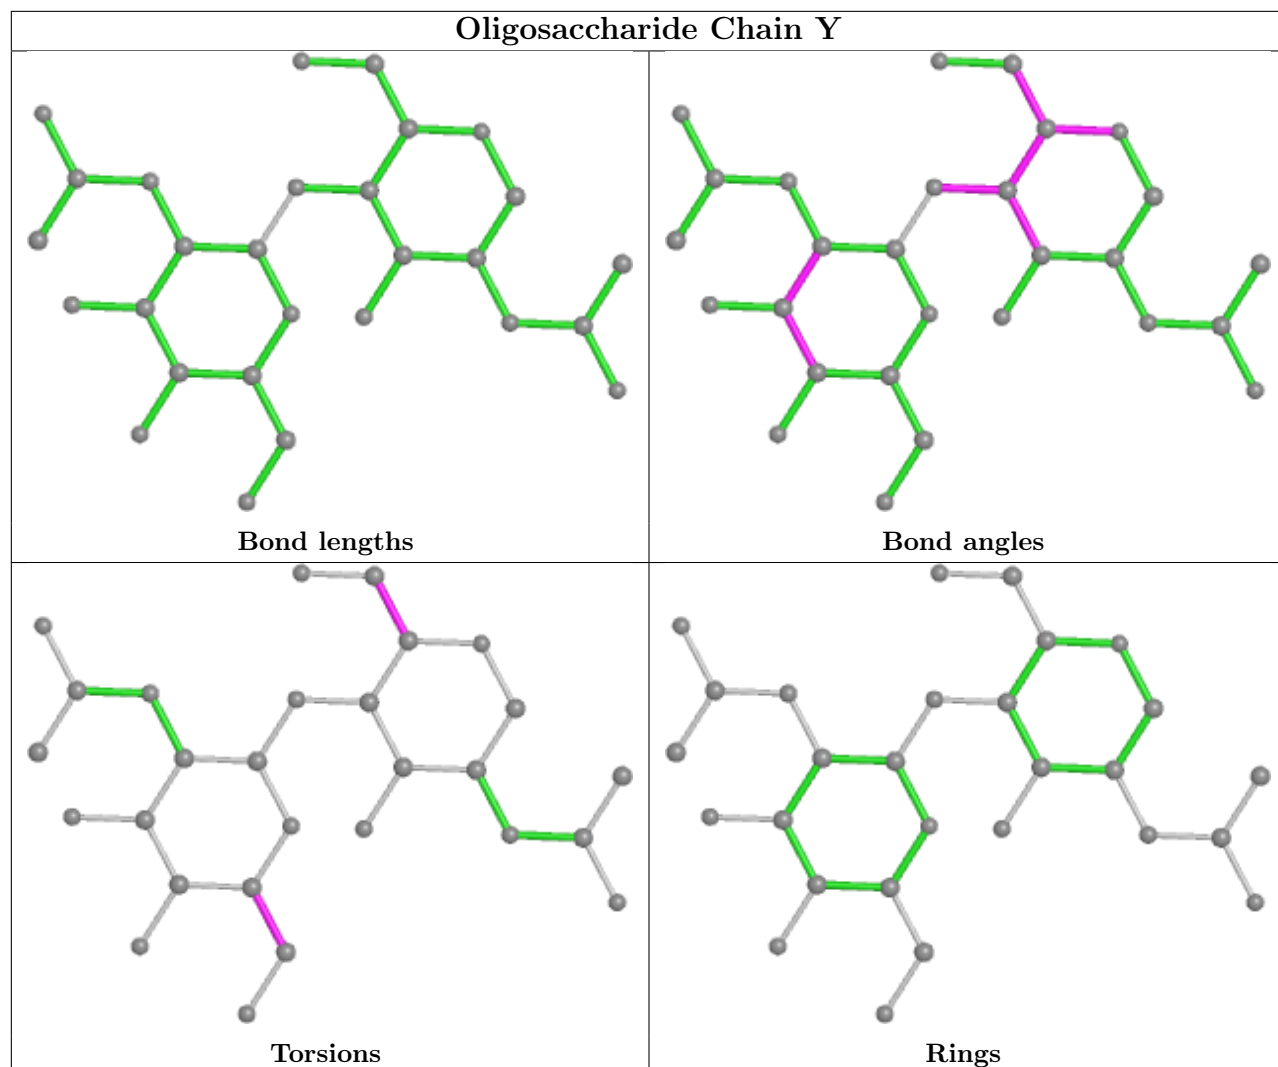 Oligosaccharide Chain Y
Bond lengths
Bond angles
Torsions
Rings